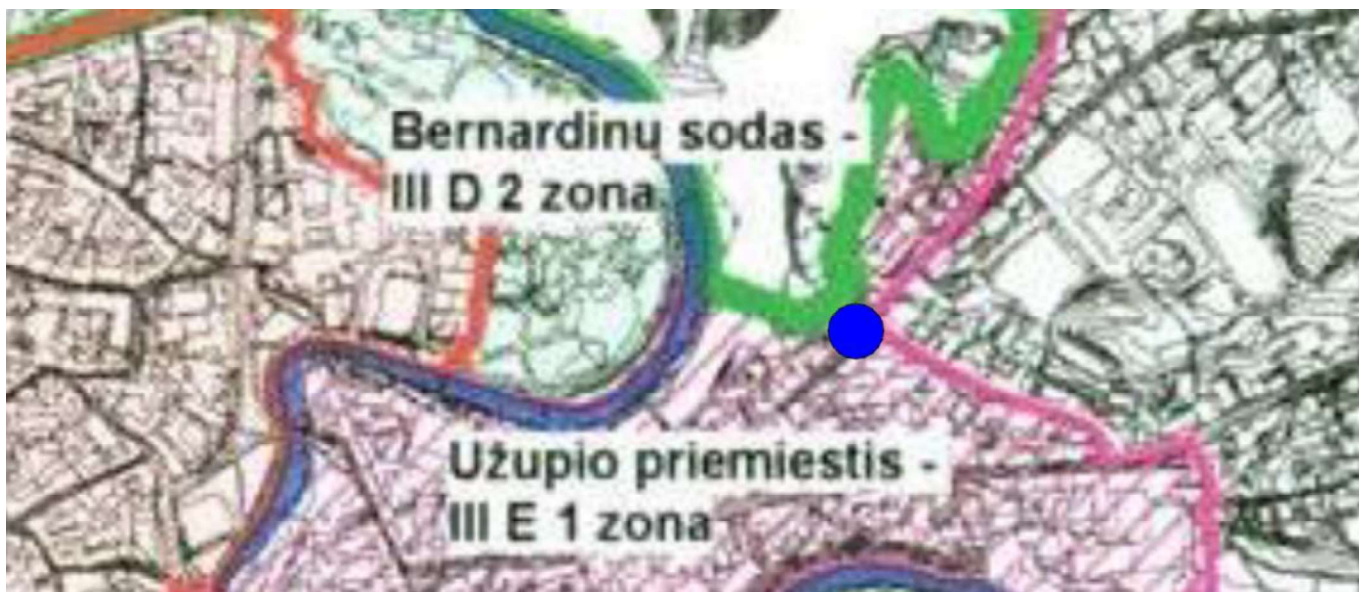 Bernardinų sodas -
III D 2 zona
Užupio priemiestis -
III E 1 zona